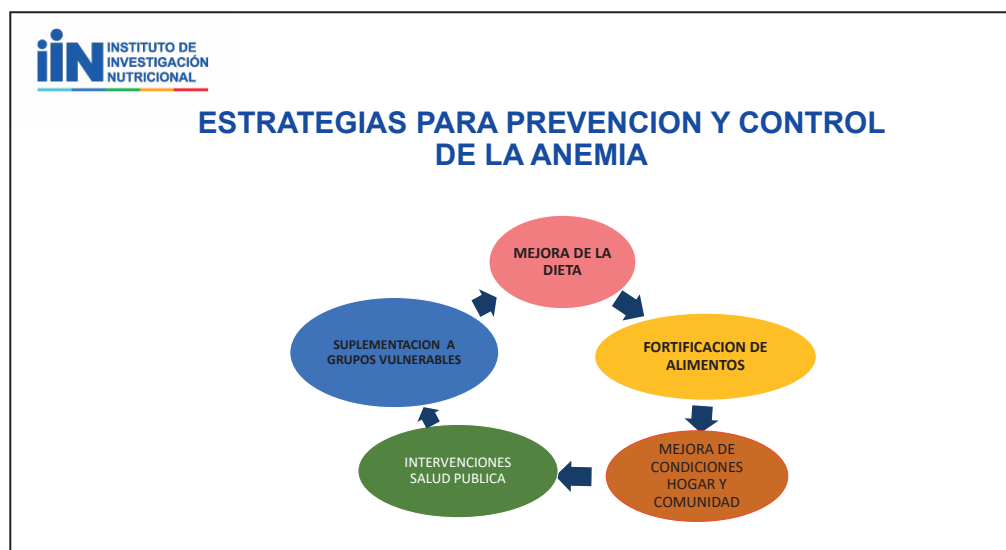 iiN INSTITUTO DE
INVESTIGACIÓN
NUTRICIONAL
ESTRATEGIAS PARA PREVENCION Y CONTROL
DE LA ANEMIA
MEJORA DE LA
DIETA
FORTIFICACION DE
ALIMENTOS
MEJORA DE
CONDICIONES
HOGAR Y
COMUNIDAD
INTERVENCIONES
SALUD PUBLICA
SUPLEMENTACION A
GRUPOS VULNERABLES